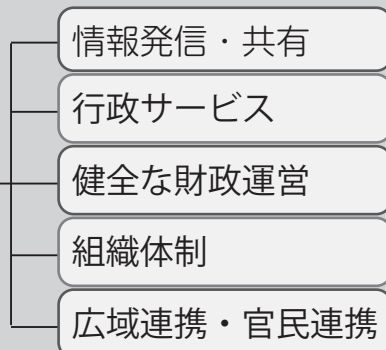 情報発信・共有
行政サービス
健全な財政運営
組織体制
広域連携・官民連携